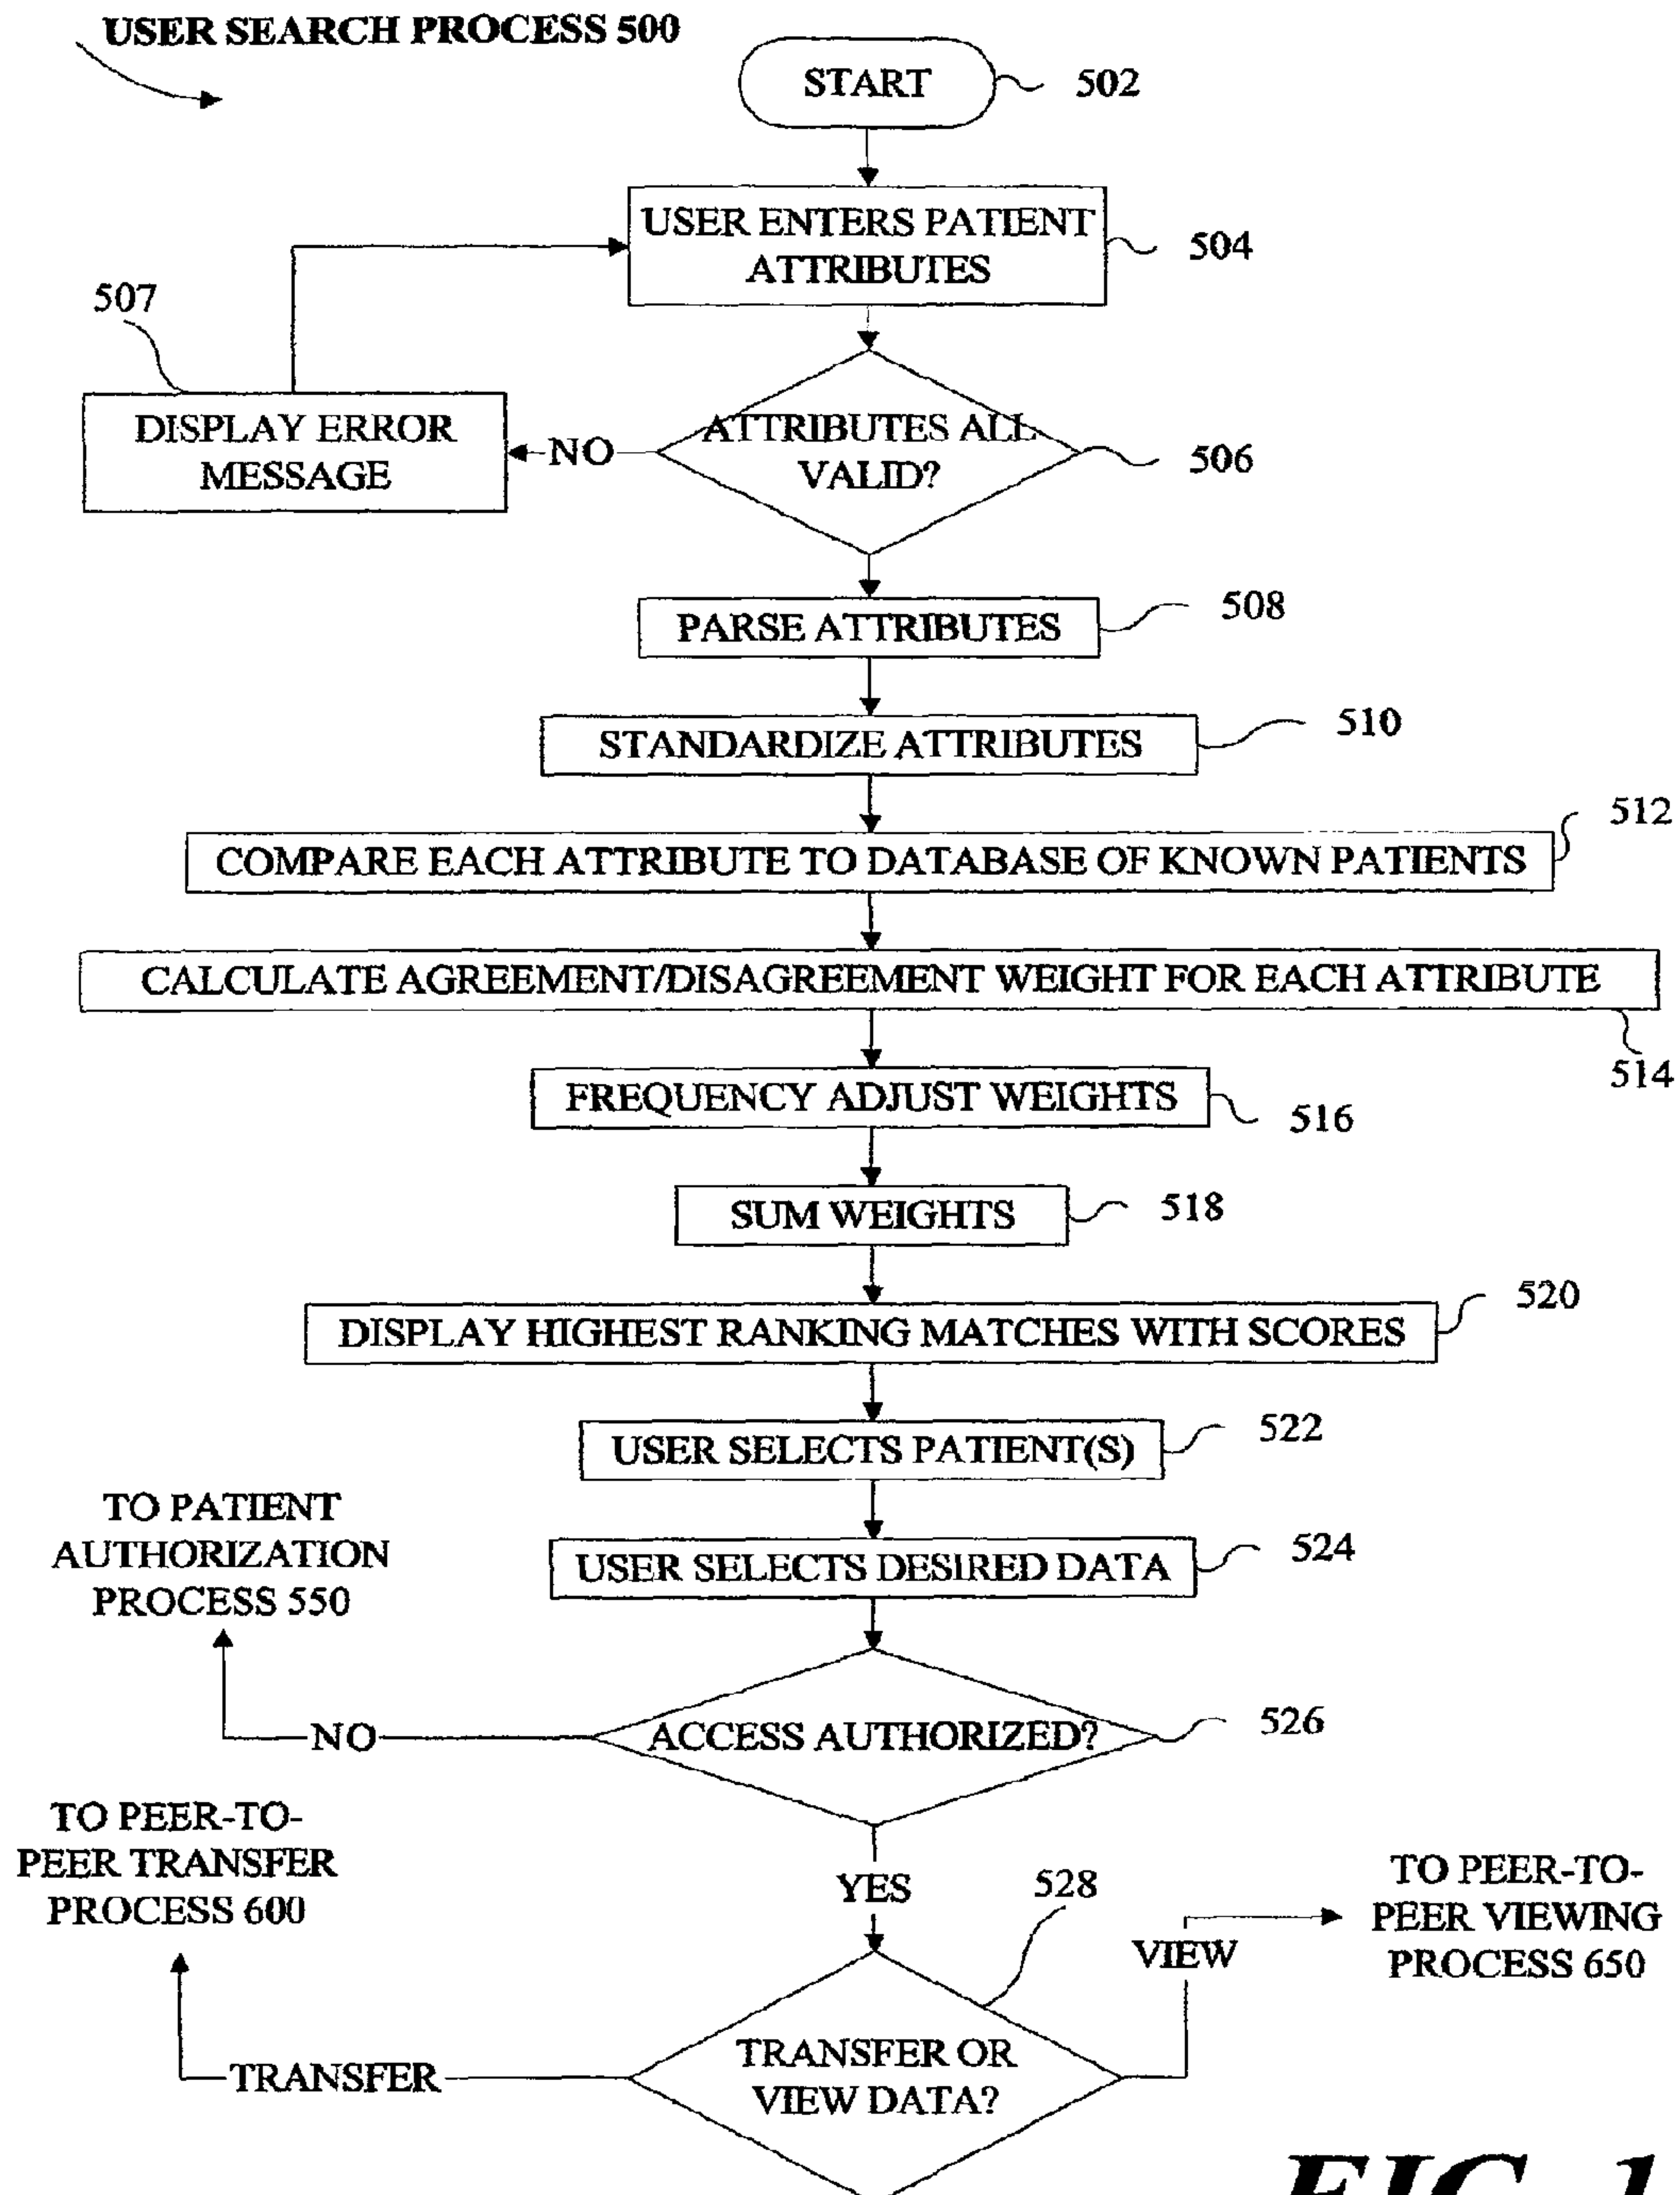 USER SEARCH PROCESS 500
START
502
USER ENTERS PATIENT
ATTRIBUTES
504
507
DISPLAY ERROR
MESSAGE
NO
ATTRIBUTES ALL
VALID?
506
PARSE ATTRIBUTES
508
STANDARDIZE ATTRIBUTES
510
512
COMPARE EACH ATTRIBUTE TO DATABASE OF KNOWN PATIENTS
CALCULATE AGREEMENT/DISAGREEMENT WEIGHT FOR EACH ATTRIBUTE
514
FREQUENCY ADJUST WEIGHTS
516
SUM WEIGHTS
518
520
DISPLAY HIGHEST RANKING MATCHES WITH SCORES
USER SELECTS PATIENT(S)
522
TO PATIENT
AUTHORIZATION
PROCESS 550
USER SELECTS DESIRED DATA
524
NO
ACCESS AUTHORIZED?
526
TO PEER-TO-
PEER TRANSFER
PROCESS 600
YES
528
VIEW
TO PEER-TO-
PEER VIEWING
PROCESS 650
TRANSFER
TRANSFER OR
VIEW DATA?